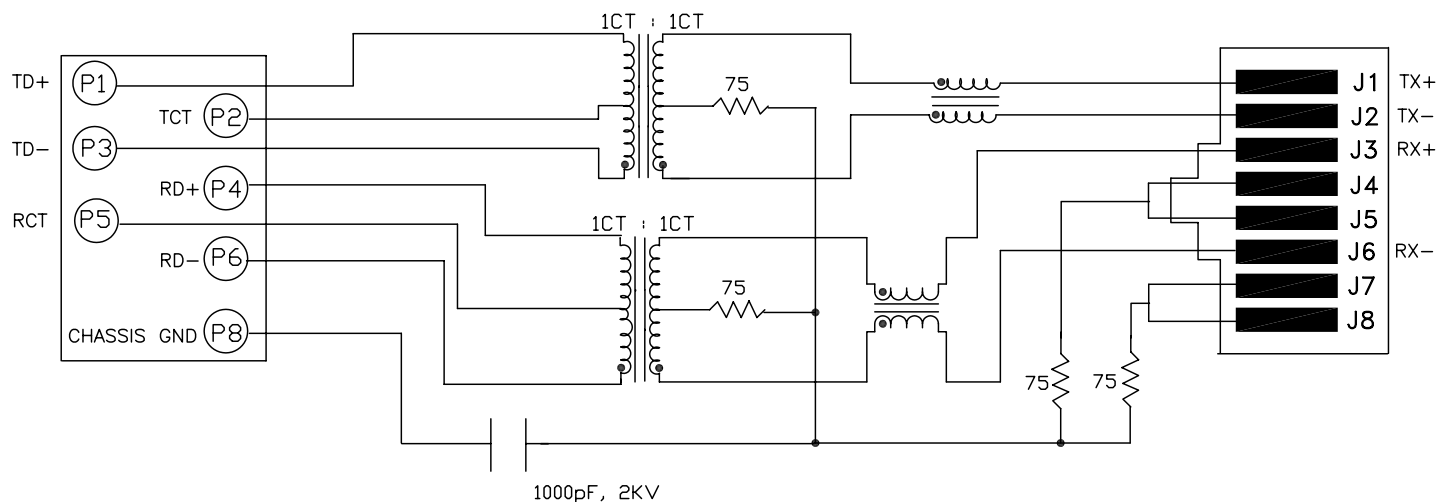 1CT : 1CT
TD+ P1
TCT P2
TD- P3
RD+ P4
RCT P5
RD- P6
CHASSIS GND P8
75
1CT : 1CT
75
75
75
1000pF, 2KV
J1 TX+
J2 TX-
J3 RX+
J4
J5
J6 RX-
J7
J8